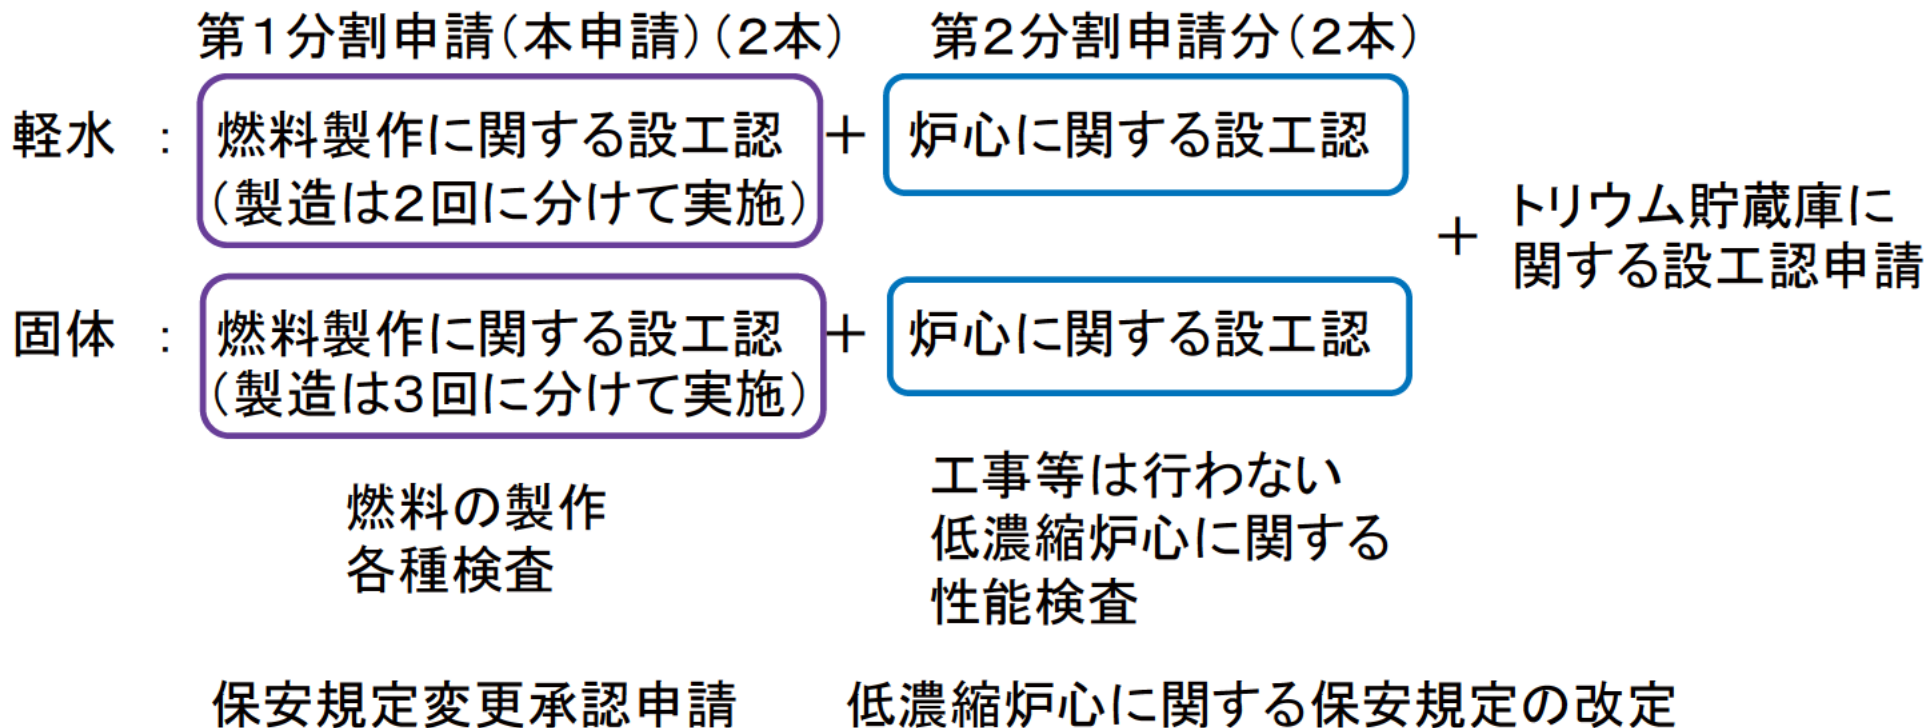 第1分割申請(本申請)(2本)
第2分割申請分(2本)
軽水 :
燃料製作に関する設工認
(製造は2回に分けて実施)
+
炉心に関する設工認
固体 :
燃料製作に関する設工認
(製造は3回に分けて実施)
+
炉心に関する設工認
+
トリウム貯蔵庫に
関する設工認申請
燃料の製作
各種検査
工事等は行わない
低濃縮炉心に関する
性能検査
保安規定変更承認申請
低濃縮炉心に関する保安規定の改定